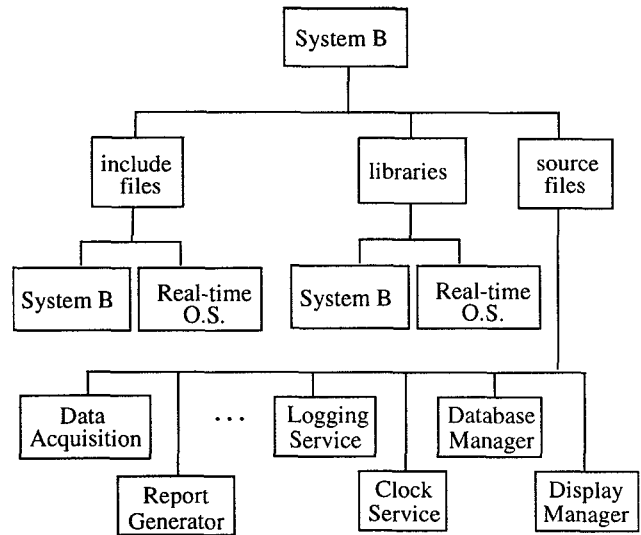 System B
include
files
libraries
source
files
System B
Real-time
O.S.
System B
Real-time
O.S.
Data
Acquisition
...
Logging
Service
Database
Manager
Report
Generator
Clock
Service
Display
Manager